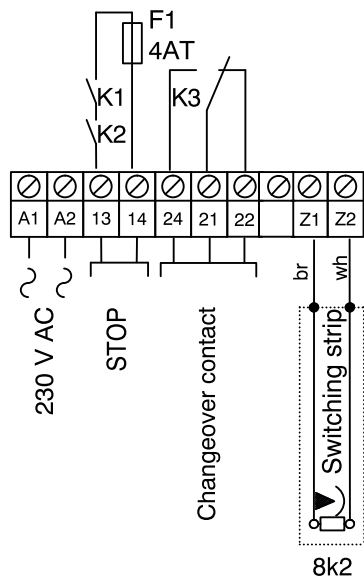 F1
4AT
K1
K2
K3
A1 A2 13 14 24 21 22 Z1 Z2
br wh
230 V AC
STOP
Changeover contact
Switching strip
8k2